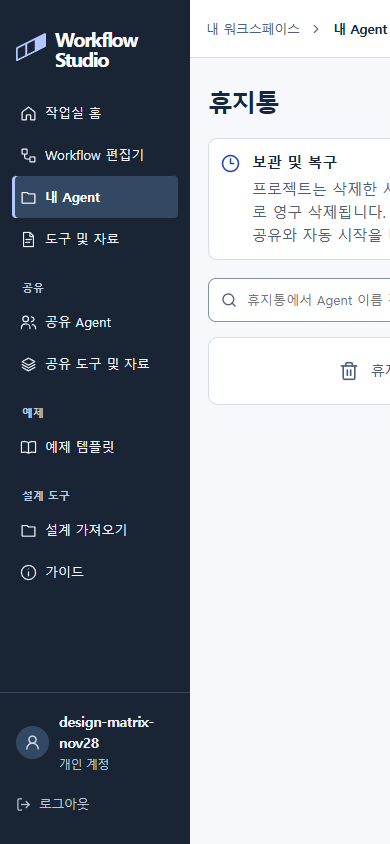 Workflow
Studio
작업실 홈
Workflow 편집기
내 Agent
도구 및 자료
공유
공유 Agent
공유 도구 및 자료
예제
예제 템플릿
설계 도구
설계 가져오기
가이드
design-matrix-
nov28
개인 계정
로그아웃
내 워크스페이스 > 내 Agent
휴지통
보관 및 복구
프로젝트는 삭제한
로 영구 삭제됩니다.
공유와 자동 시작을
휴지통에서 Agent 이름